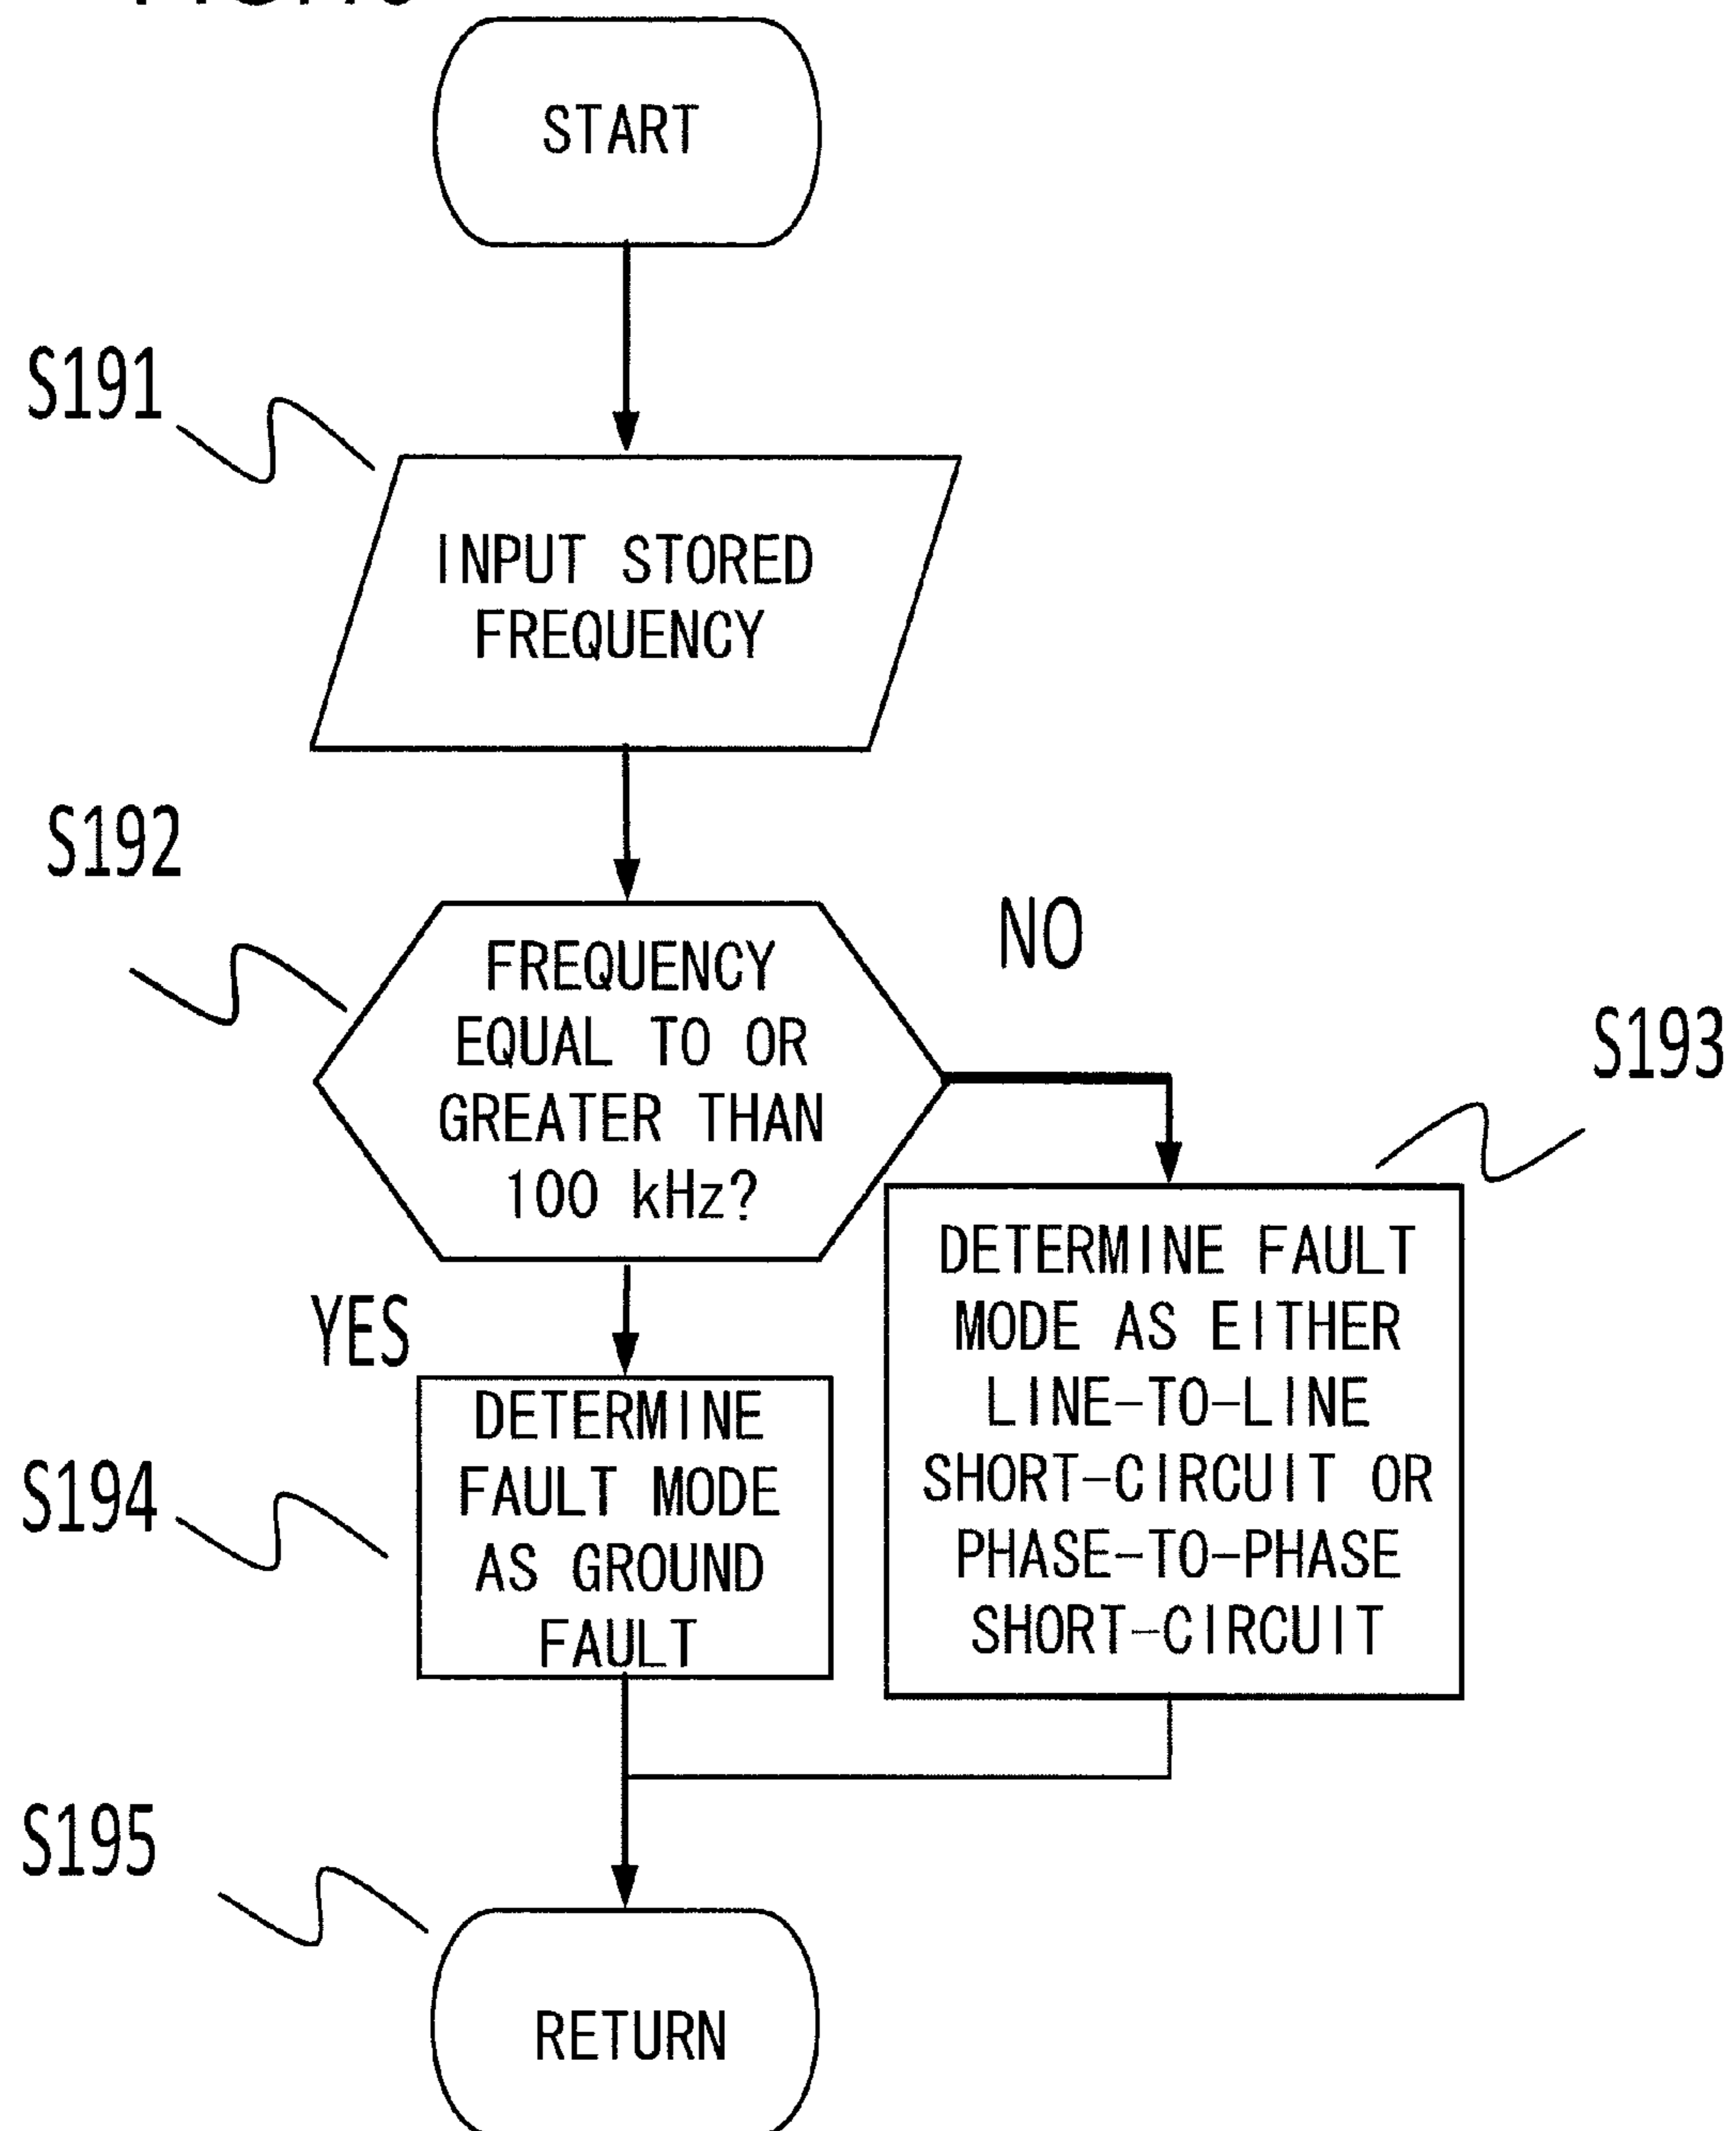 START
S191
INPUT STORED
FREQUENCY
S192
FREQUENCY
EQUAL TO OR
GREATER THAN
100 kHz?
NO
S193
YES
DETERMINE FAULT
MODE AS EITHER
LINE-TO-LINE
SHORT-CIRCUIT OR
PHASE-TO-PHASE
SHORT-CIRCUIT
S194
DETERMINE
FAULT MODE
AS GROUND
FAULT
S195
RETURN